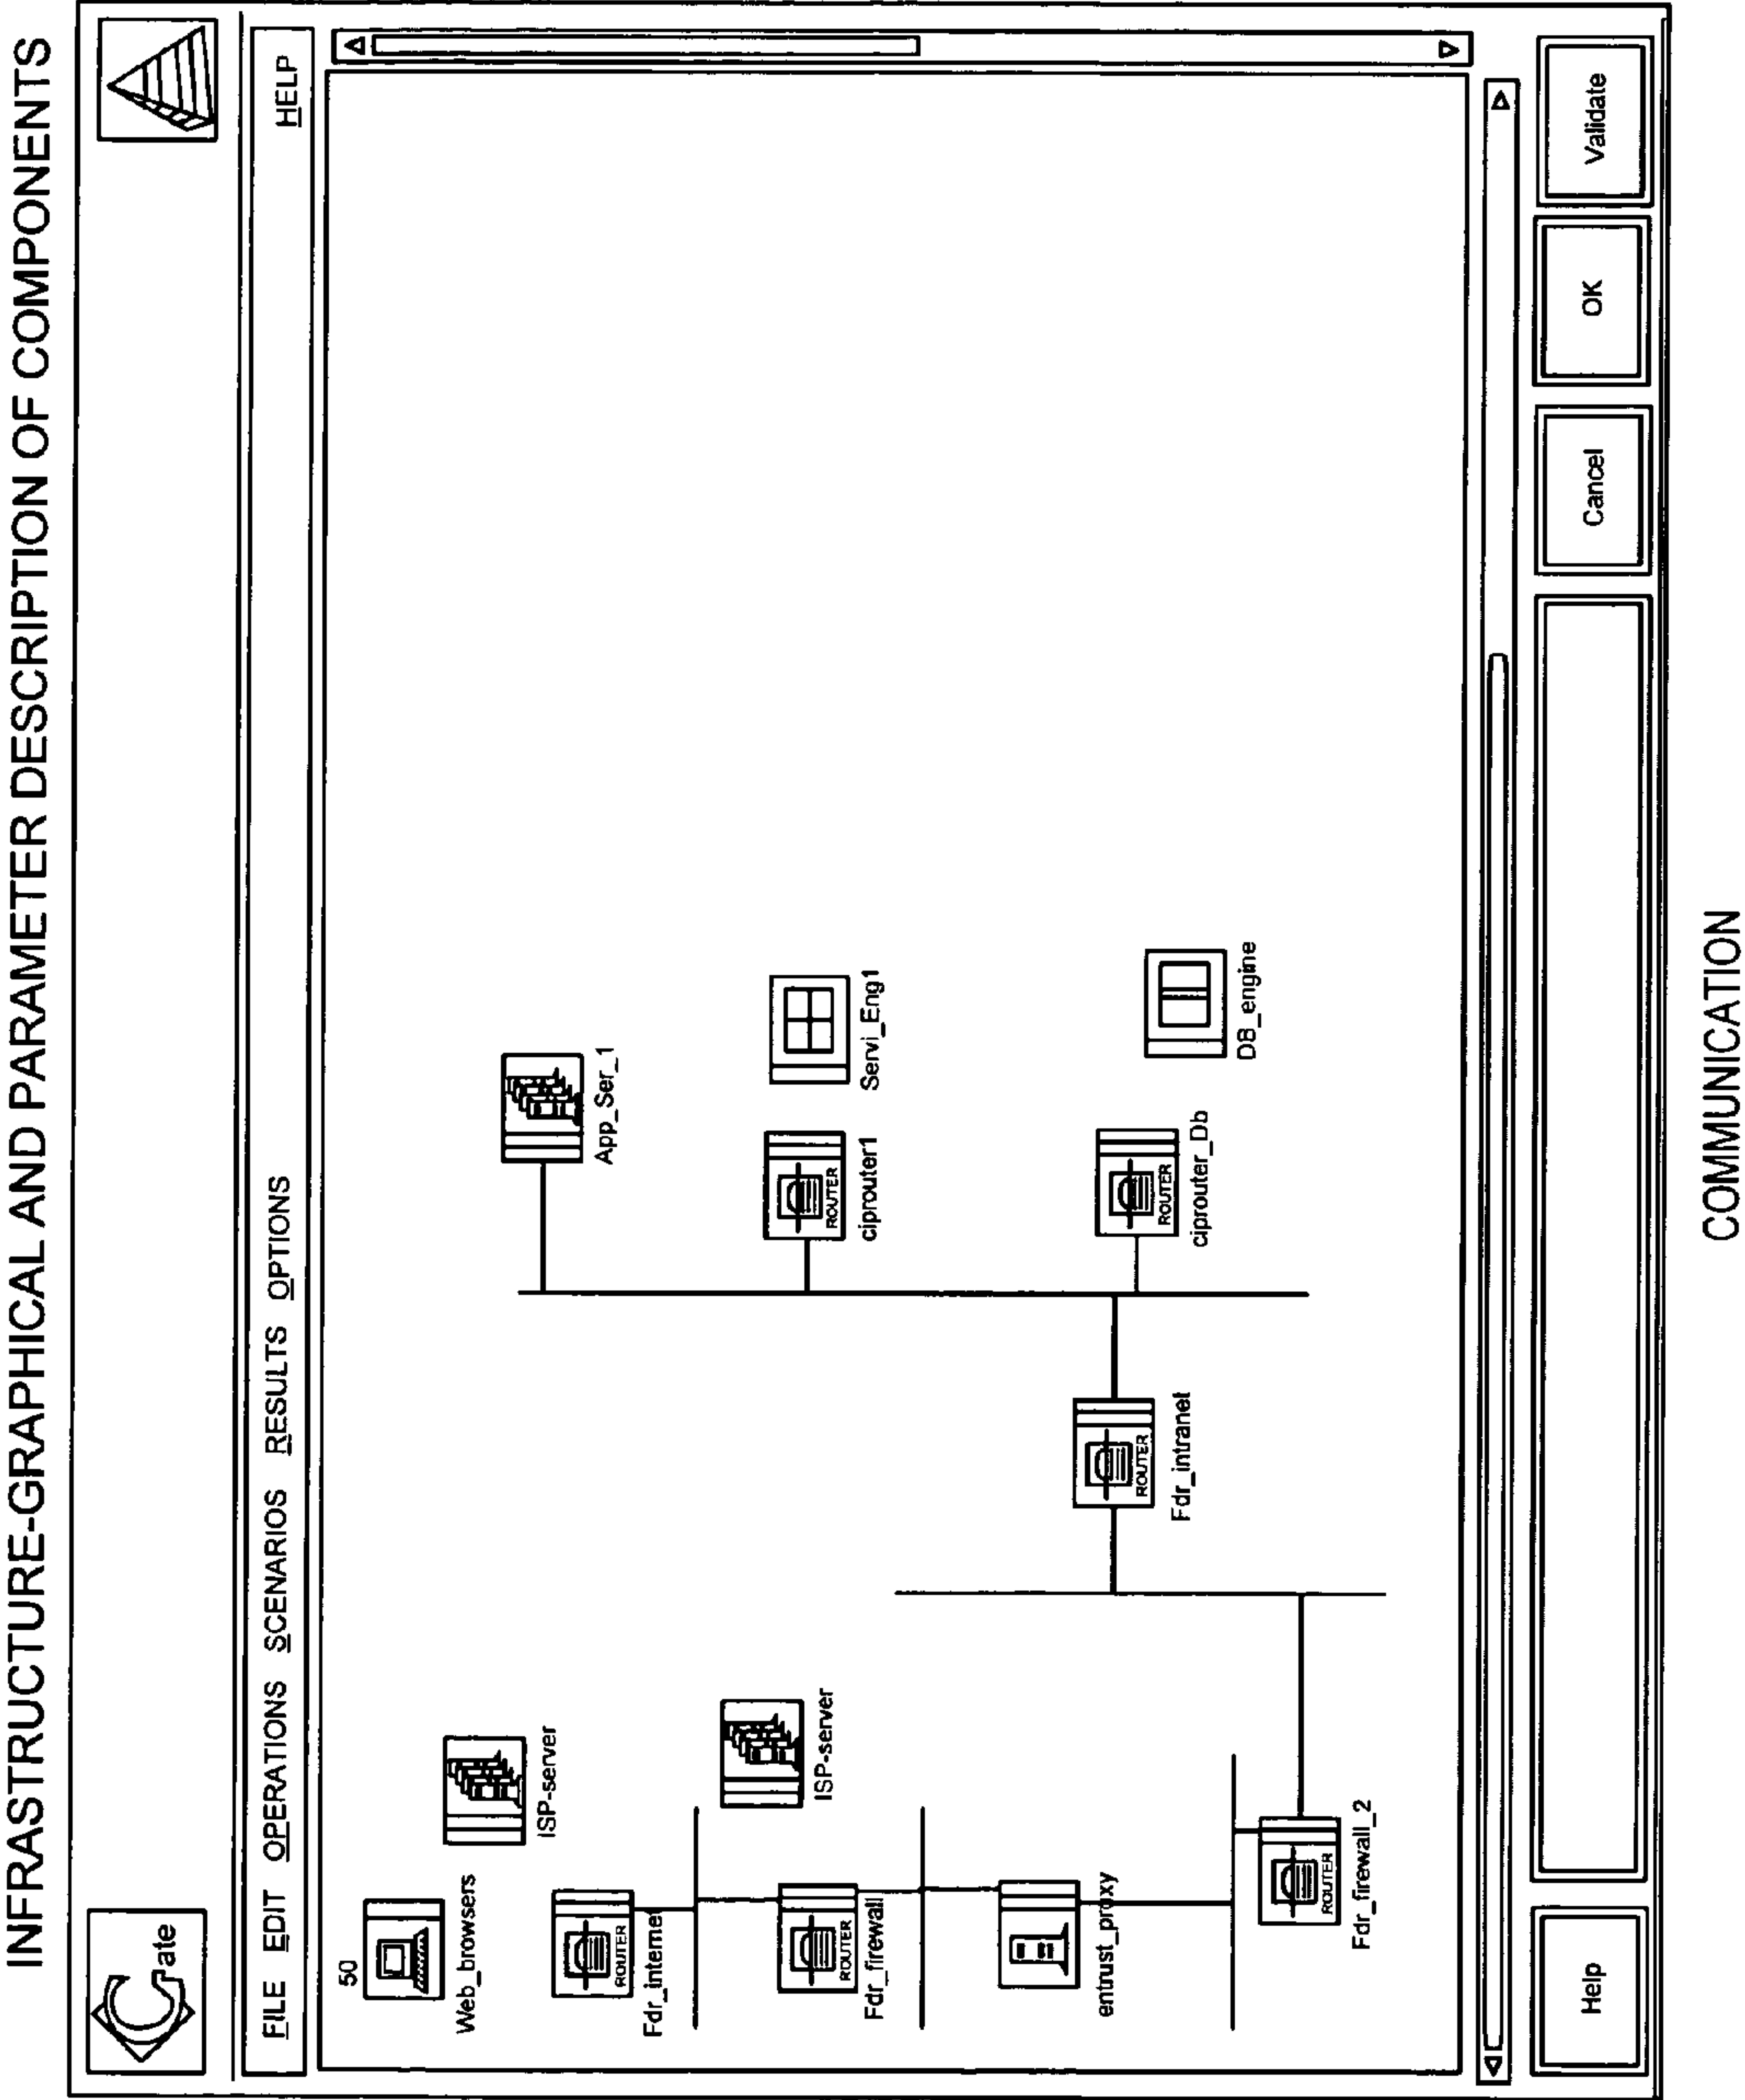 INFRASTRUCTURE-GRAPHICAL AND PARAMETER DESCRIPTION OF COMPONENTS
Gate
FILE EDIT OPERATIONS SCENARIOS RESULTS OPTIONS HELP
50
Web_browsers
ISP-server
App_Ser_1
ROUTER
Fdr_internet
ISP-server
ROUTER
ciprouter1
Servi_Eng1
ROUTER
Fdr_firewall
entrust_proxy
ROUTER
Fdr_intranet
ROUTER
ciprouter_Db
DB_engine
ROUTER
Fdr_firewall_2
Help
Cancel
OK
Validate
COMMUNICATION